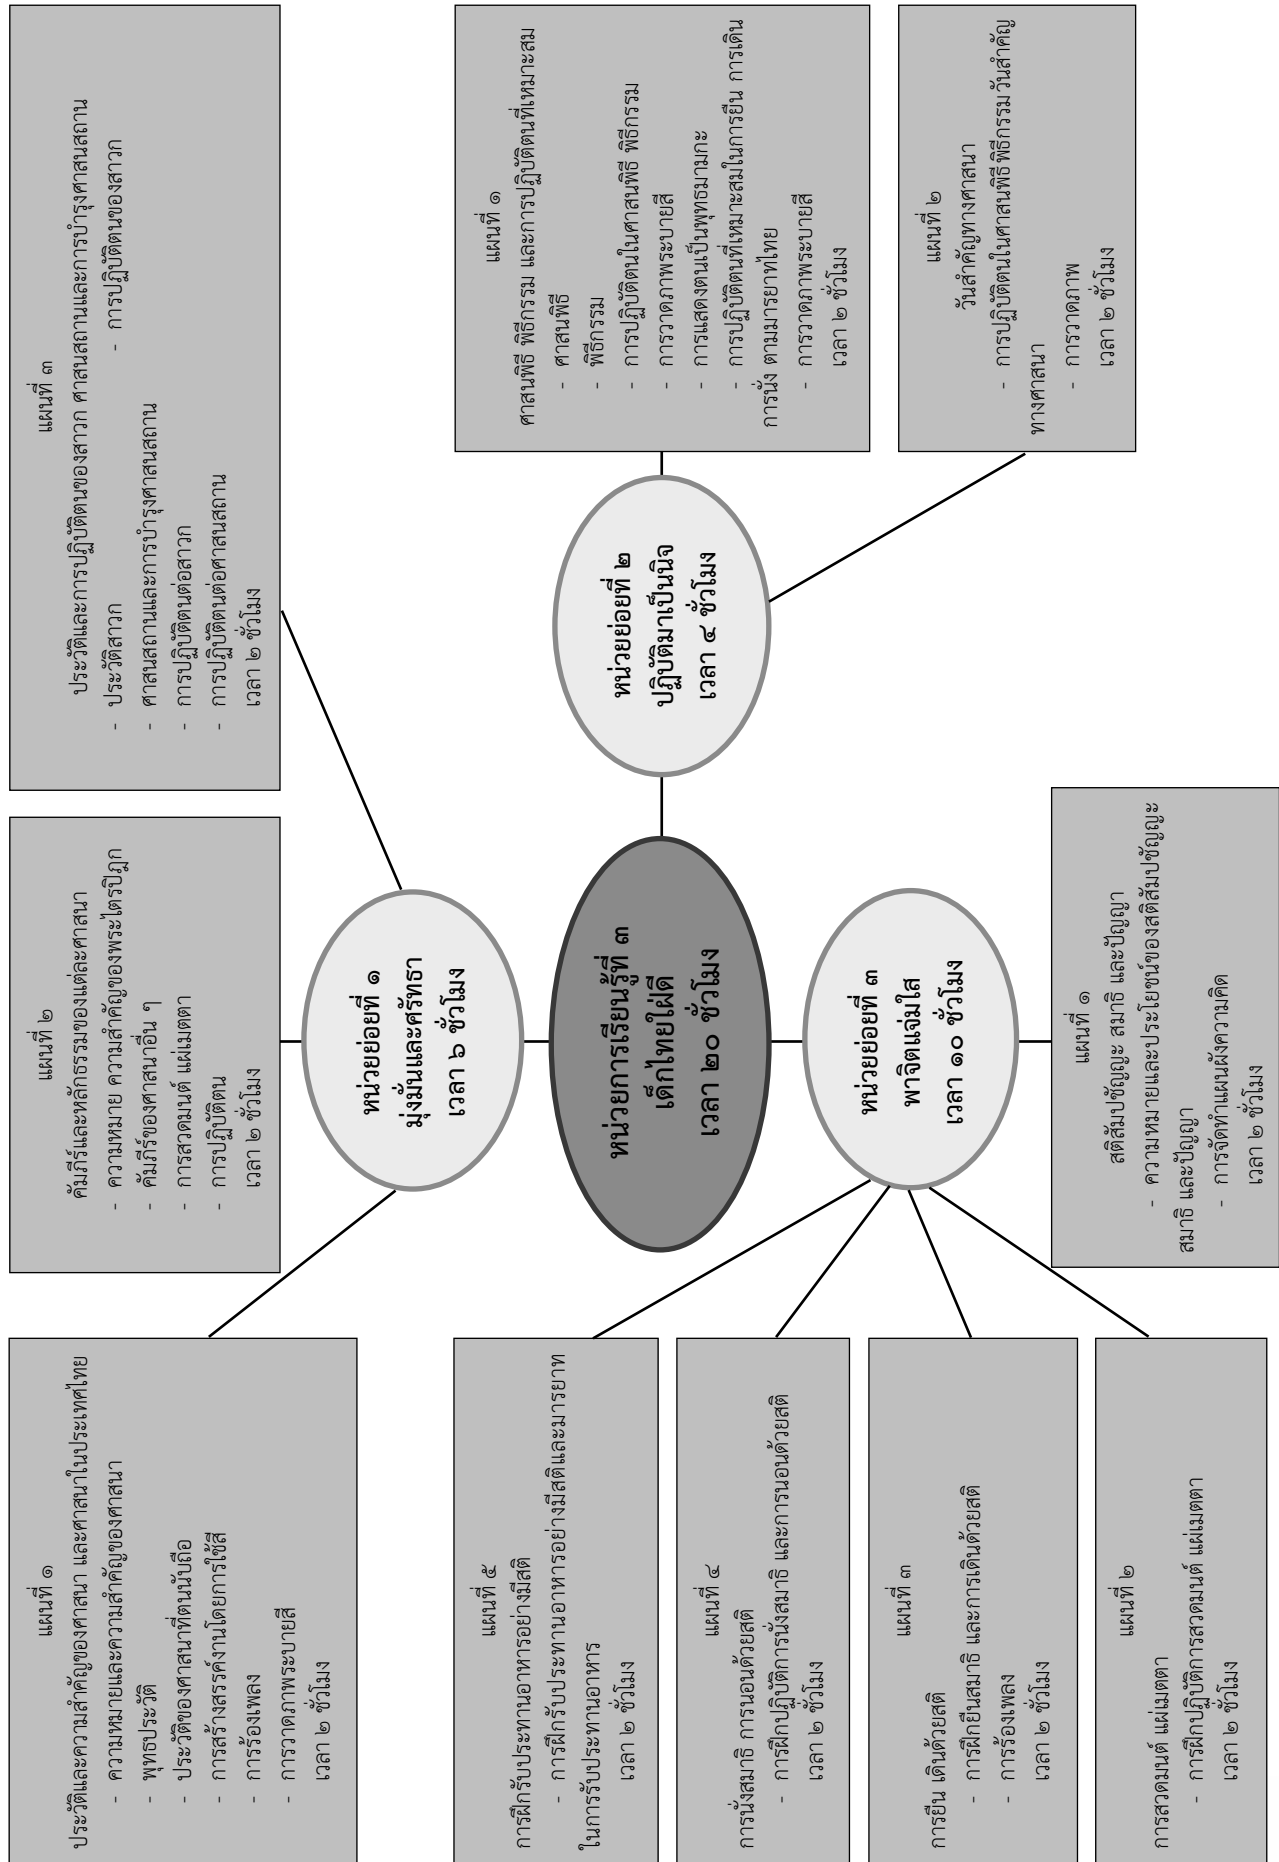 แผนที่ ๑
ประวัติและความสำคัญของศาสนา และศาสนาในประเทศไทย
- ความหมายและความสำคัญของศาสนา
- พุทธประวัติ
- ประวัติของศาสนาที่ตนนับถือ
- การสร้างสรรค์งานโดยการใช้สี
- การร้องเพลง
- การวาดภาพระบายสี
เวลา ๒ ชั่วโมง
แผนที่ ๒
คัมภีร์และหลักธรรมของแต่ละศาสนา
- ความหมาย ความสำคัญของพระไตรปิฎก
- คัมภีร์ของศาสนาอื่น ๆ
- การสวดมนต์ แผ่เมตตา
- การปฏิบัติตน
เวลา ๒ ชั่วโมง
แผนที่ ๓
ประวัติและการปฏิบัติตนของสาวก ศาสนสถานและการบำรุงศาสนสถาน
- ประวัติสาวก - การปฏิบัติตนของสาวก
- ศาสนสถานและการบำรุงศาสนสถาน
- การปฏิบัติตนต่อสาวก
- การปฏิบัติตนต่อศาสนสถาน
เวลา ๒ ชั่วโมง
หน่วยย่อยที่ ๑
มุ่งมั่นและศรัทธา
เวลา ๖ ชั่วโมง
หน่วยการเรียนรู้ที่ ๓
เด็กไทยใฝ่ดี
เวลา ๒๐ ชั่วโมง
หน่วยย่อยที่ ๒
ปฏิบัติมาเป็นนิจ
เวลา ๔ ชั่วโมง
แผนที่ ๑
ศาสนพิธี พิธีกรรม และการปฏิบัติตนที่เหมาะสม
- ศาสนพิธี
- พิธีกรรม
- การปฏิบัติตนในศาสนพิธี พิธีกรรม
- การวาดภาพระบายสี
- การแสดงตนเป็นพุทธมามกะ
- การปฏิบัติตนที่เหมาะสมในการยืน การเดิน
การนั่ง ตามมารยาทไทย
- การวาดภาพระบายสี
เวลา ๒ ชั่วโมง
แผนที่ ๒
วันสำคัญทางศาสนา
- การปฏิบัติตนในศาสนพิธีพิธีกรรมวันสำคัญ
ทางศาสนา
- การวาดภาพ
เวลา ๒ ชั่วโมง
หน่วยย่อยที่ ๓
พาจิตแจ่มใส
เวลา ๑๐ ชั่วโมง
แผนที่ ๕
การฝึกรับประทานอาหารอย่างมีสติ
- การฝึกรับประทานอาหารอย่างมีสติและมารยาท
ในการรับประทานอาหาร
เวลา ๒ ชั่วโมง
แผนที่ ๔
การนั่งสมาธิ การนอนด้วยสติ
- การฝึกปฏิบัติการนั่งสมาธิ และการนอนด้วยสติ
เวลา ๒ ชั่วโมง
แผนที่ ๓
การยืน เดินด้วยสติ
- การฝึกยืนสมาธิ และการเดินด้วยสติ
- การร้องเพลง
เวลา ๒ ชั่วโมง
แผนที่ ๒
การสวดมนต์ แผ่เมตตา
- การฝึกปฏิบัติการสวดมนต์ แผ่เมตตา
เวลา ๒ ชั่วโมง
แผนที่ ๑
สติสัมปชัญญะ สมาธิ และปัญญา
- ความหมายและประโยชน์ของสติสัมปชัญญะ
สมาธิ และปัญญา
- การจัดทำแผนผังความคิด
เวลา ๒ ชั่วโมง